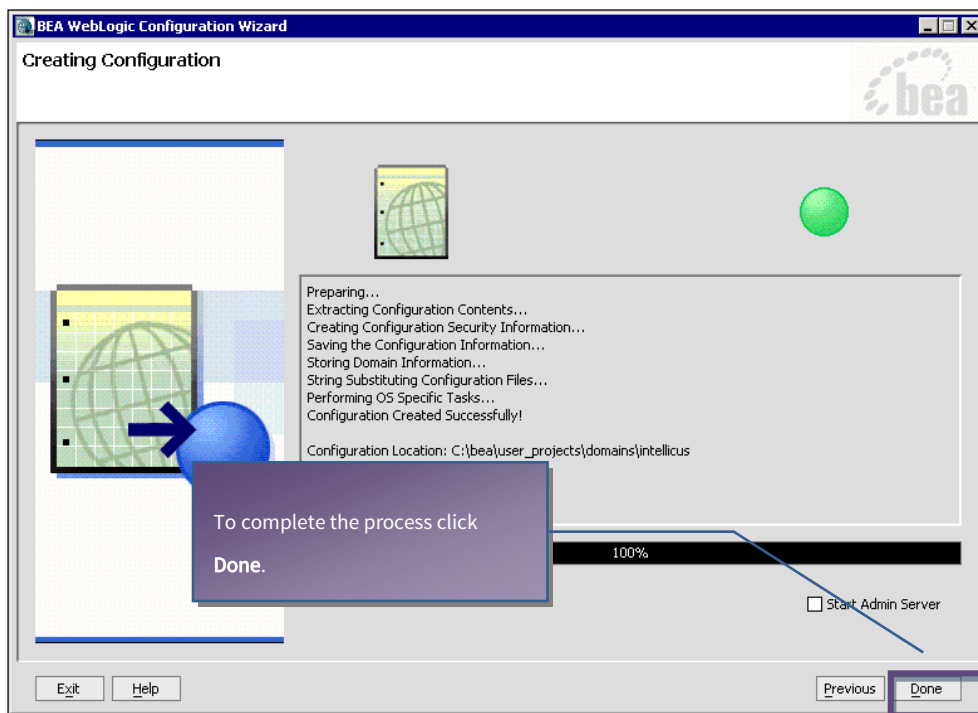 BEA WebLogic Configuration Wizard
Creating Configuration
bea
Preparing...
Extracting Configuration Contents...
Creating Configuration Security Information...
Saving the Configuration Information...
Storing Domain Information...
String Substituting Configuration Files...
Performing OS Specific Tasks...
Configuration Created Successfully!
Configuration Location: C:\bea\user_projects\domains\intellicus
To complete the process click
Done.
100%
Start Admin Server
Exit
Help
Previous
Done